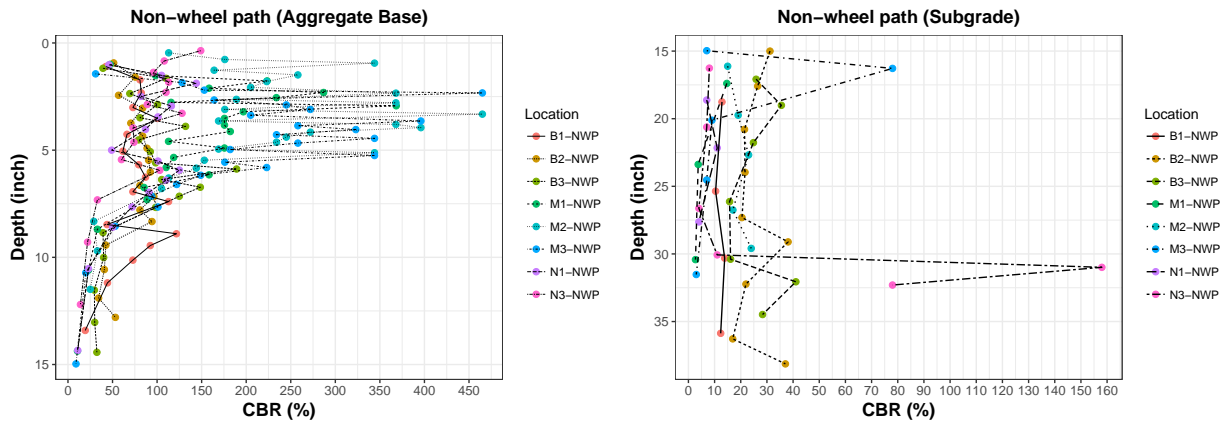 Non−wheel path (Aggregate Base)
0
5
10
15
Depth (inch)
0 50 100 150 200 250 300 350 400 450
CBR (%)
Location
B1−NWP
B2−NWP
B3−NWP
M1−NWP
M2−NWP
M3−NWP
N1−NWP
N3−NWP
Non−wheel path (Subgrade)
15
20
25
30
35
Depth (inch)
0 10 20 30 40 50 60 70 80 90 100 110 120 130 140 150 160
CBR (%)
Location
B1−NWP
B2−NWP
B3−NWP
M1−NWP
M2−NWP
M3−NWP
N1−NWP
N3−NWP